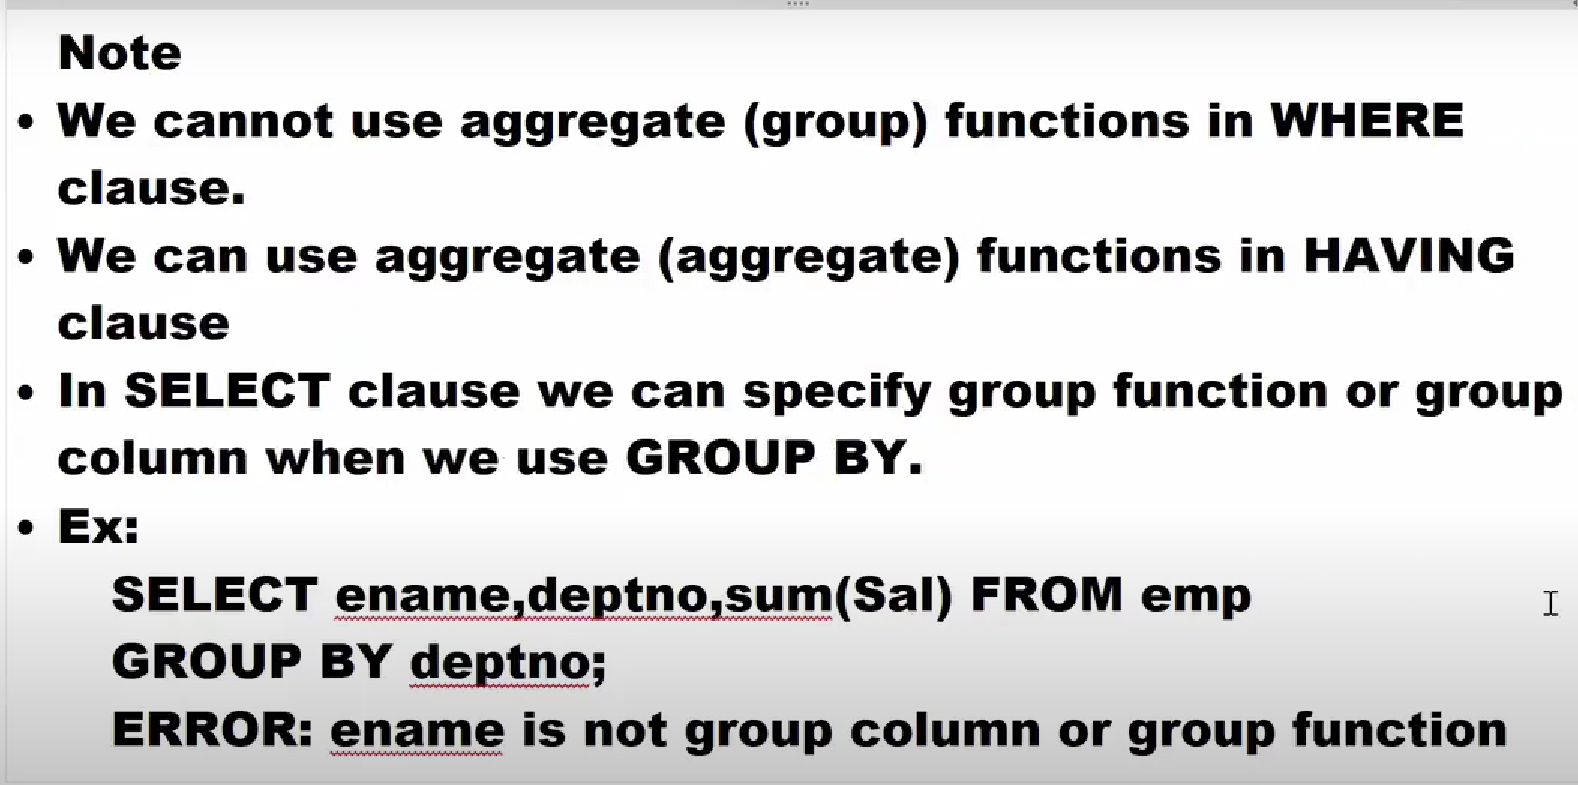 Note
• We cannot use aggregate (group) functions in WHERE
clause.
• We can use aggregate (aggregate) functions in HAVING
clause
• In SELECT clause we can specify group function or group
column when we use GROUP BY.
• Ex:
SELECT ename,deptno,sum(Sal) FROM emp
GROUP BY deptno;
ERROR: ename is not group column or group function